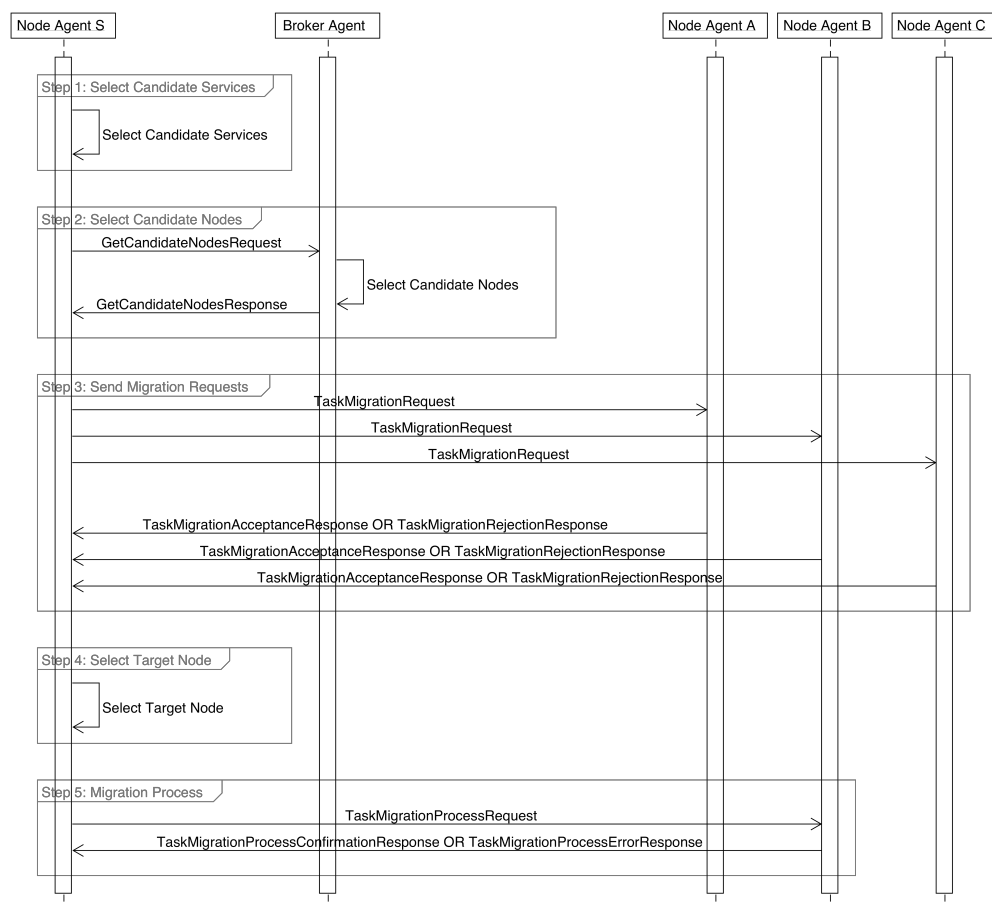 Node Agent S
Broker Agent
Node Agent A
Node Agent B
Node Agent C
Step 1: Select Candidate Services
Select Candidate Services
Step 2: Select Candidate Nodes
GetCandidateNodesRequest
Select Candidate Nodes
GetCandidateNodesResponse
Step 3: Send Migration Requests
TaskMigrationRequest
TaskMigrationRequest
TaskMigrationRequest
TaskMigrationAcceptanceResponse OR TaskMigrationRejectionResponse
TaskMigrationAcceptanceResponse OR TaskMigrationRejectionResponse
TaskMigrationAcceptanceResponse OR TaskMigrationRejectionResponse
Step 4: Select Target Node
Select Target Node
Step 5: Migration Process
TaskMigrationProcessRequest
TaskMigrationProcessConfirmationResponse OR TaskMigrationProcessErrorResponse